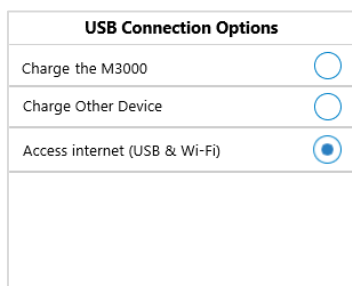 USB Connection Options
Charge the M3000
Charge Other Device
Access internet (USB & Wi-Fi)